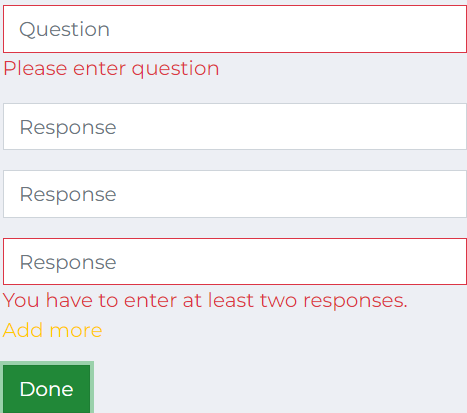 Question
Please enter question
Response
Response
Response
You have to enter at least two responses.
Add more
Done